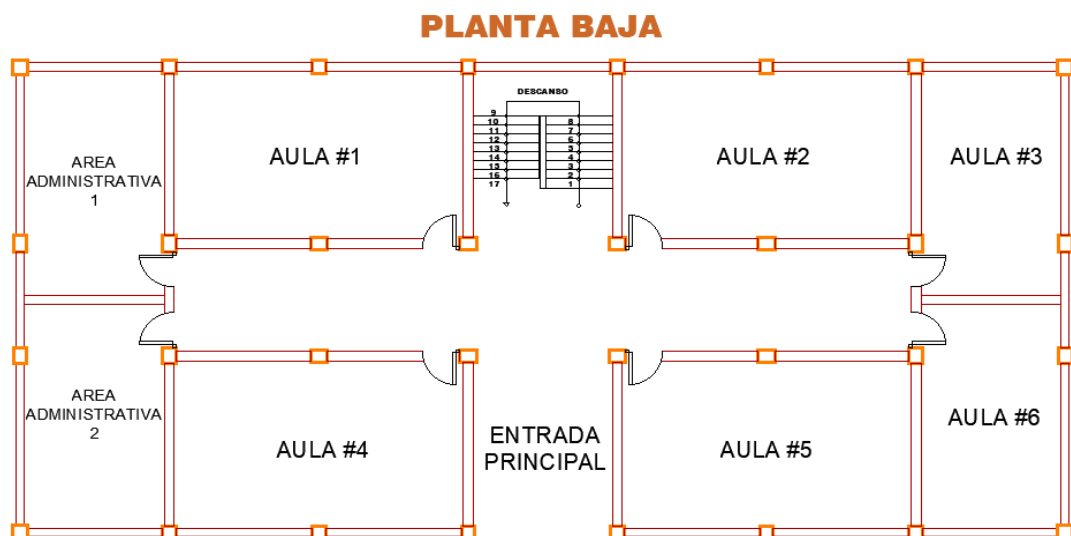 PLANTA BAJA
DESCANSO
9
10
11
12
13
14
15
16
17
8
7
6
5
4
3
2
1
AULA #1
AULA #2
AULA #3
AREA
ADMINISTRATIVA
1
AREA
ADMINISTRATIVA
2
AULA #4
ENTRADA
PRINCIPAL
AULA #5
AULA #6